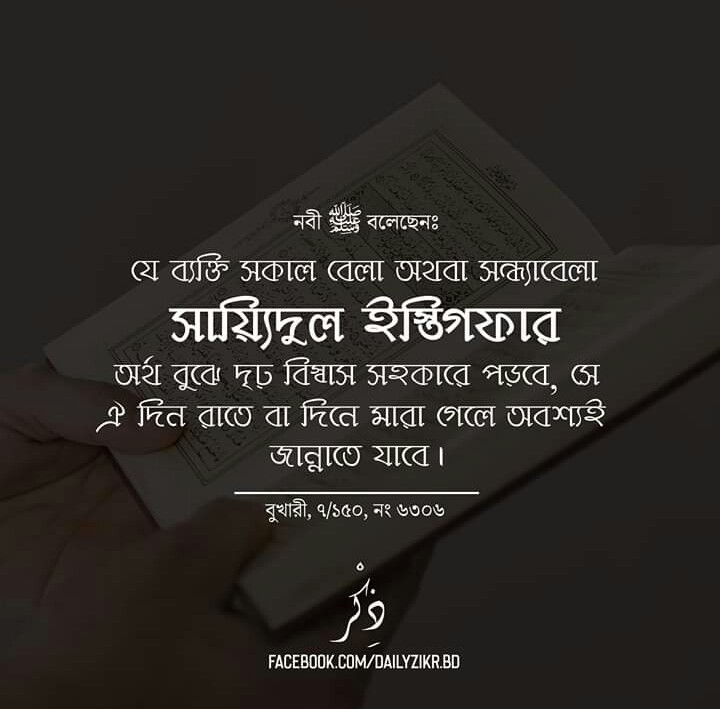 নবী ﷺ বলেছেনঃ
যে ব্যক্তি সকাল বেলা অথবা সন্ধ্যাবেলা
সায়্যিদুল ইস্তিগফার
অর্থ বুঝে দৃঢ় বিশ্বাস সহকারে পড়বে, সে
ঐ দিন রাতে বা দিনে মারা গেলে অবশ্যই
জান্নাতে যাবে।
বুখারী, ৭/১৫০, নং ৬৩০৬
ذِكْر
FACEBOOK.COM/DAILYZIKR.BD